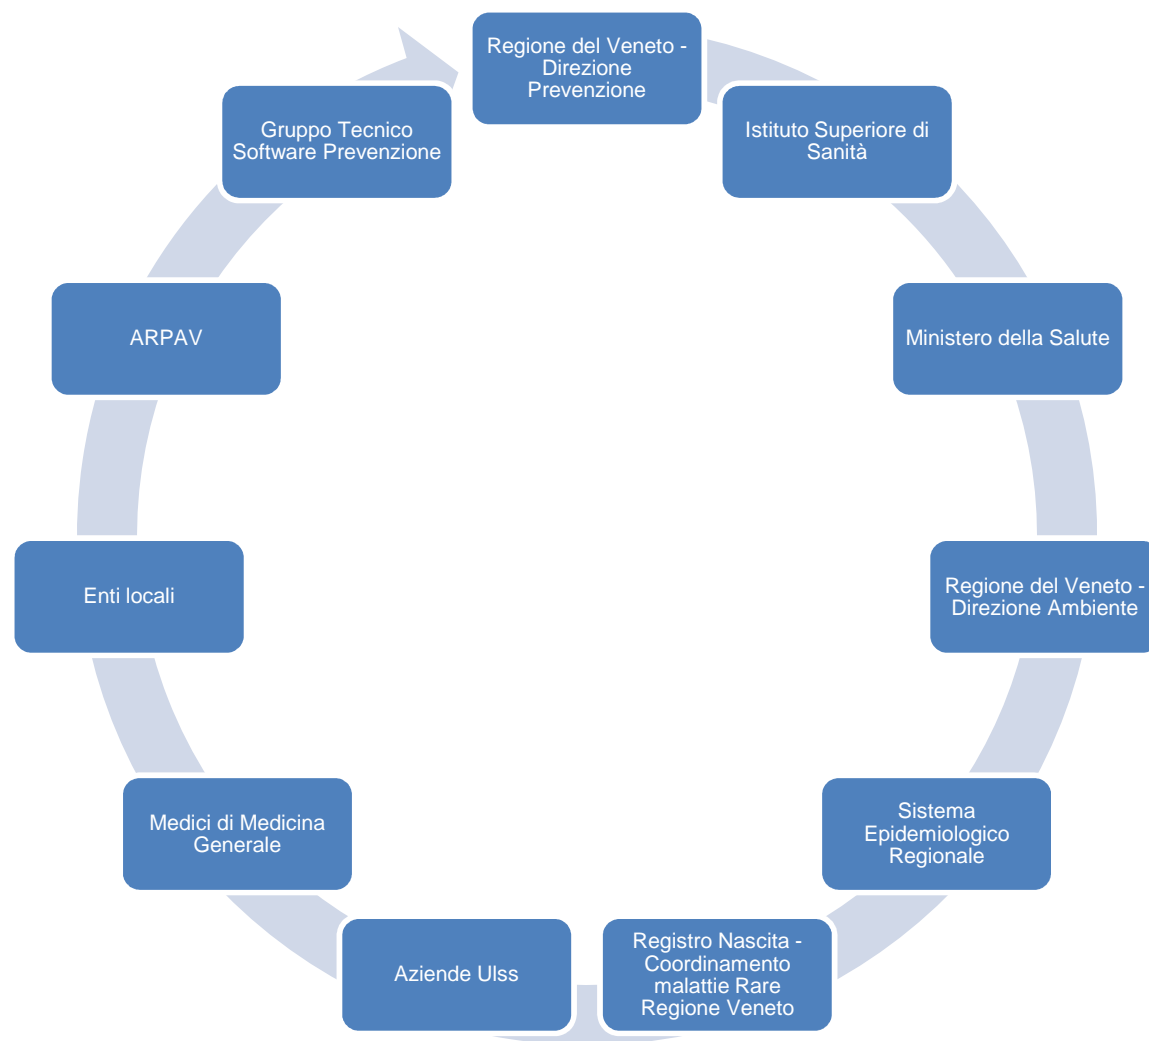 Regione del Veneto -
Direzione
Prevenzione
Istituto Superiore di
Sanità
Ministero della Salute
Regione del Veneto -
Direzione Ambiente
Sistema
Epidemiologico
Regionale
Registro Nascita -
Coordinamento
malattie Rare
Regione Veneto
Aziende Ulss
Medici di Medicina
Generale
Enti locali
ARPAV
Gruppo Tecnico
Software Prevenzione